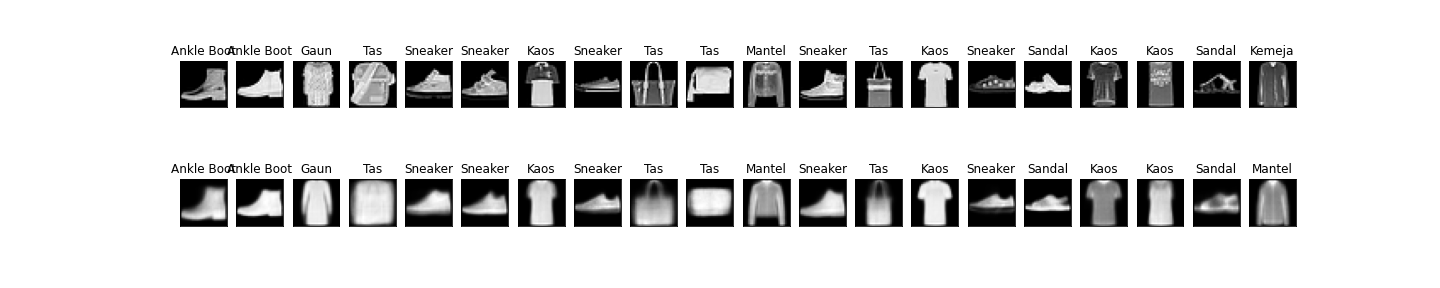 Ankle Boot Ankle Boot Gaun Tas Sneaker Sneaker Kaos Sneaker Tas Tas Mantel Sneaker Tas Kaos Sneaker Sandal Kaos Kaos Sandal Kemeja
Ankle Boot Ankle Boot Gaun Tas Sneaker Sneaker Kaos Sneaker Tas Tas Mantel Sneaker Tas Kaos Sneaker Sandal Kaos Kaos Sandal Mantel